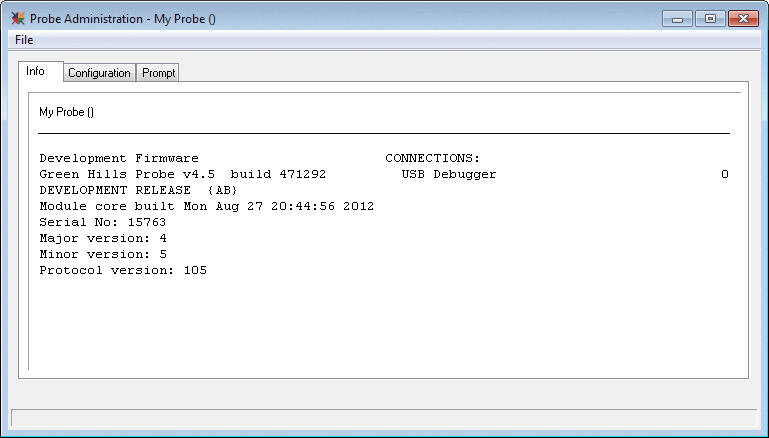 Probe Administration - My Probe ()
File
Info Configuration Prompt
My Probe ()
Development Firmware CONNECTIONS:
Green Hills Probe v4.5 build 471292 USB Debugger 0
DEVELOPMENT RELEASE {AB}
Module core built Mon Aug 27 20:44:56 2012
Serial No: 15763
Major version: 4
Minor version: 5
Protocol version: 105